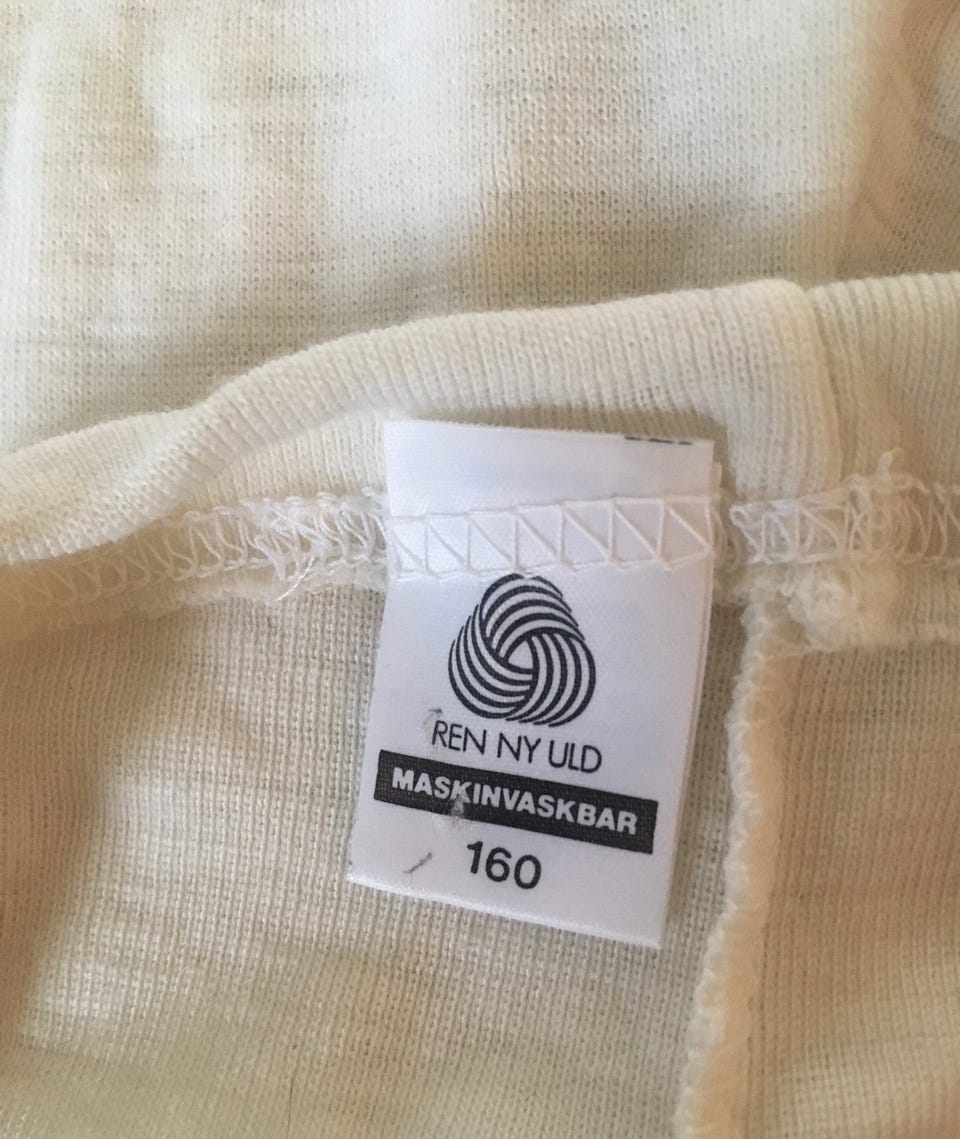 REN NY ULD
MASKINVASKBAR
160